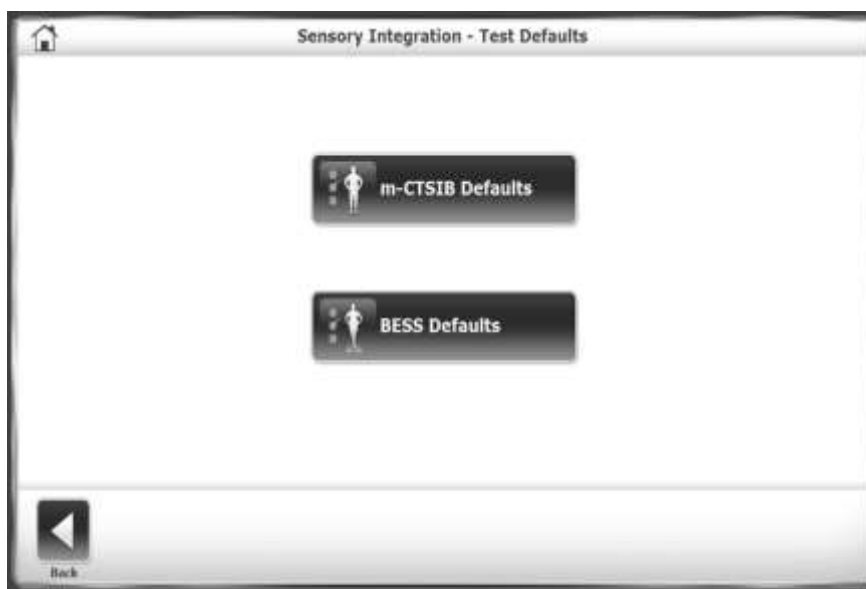 Sensory Integration - Test Defaults
m-CTSIB Defaults
BESS Defaults
Back